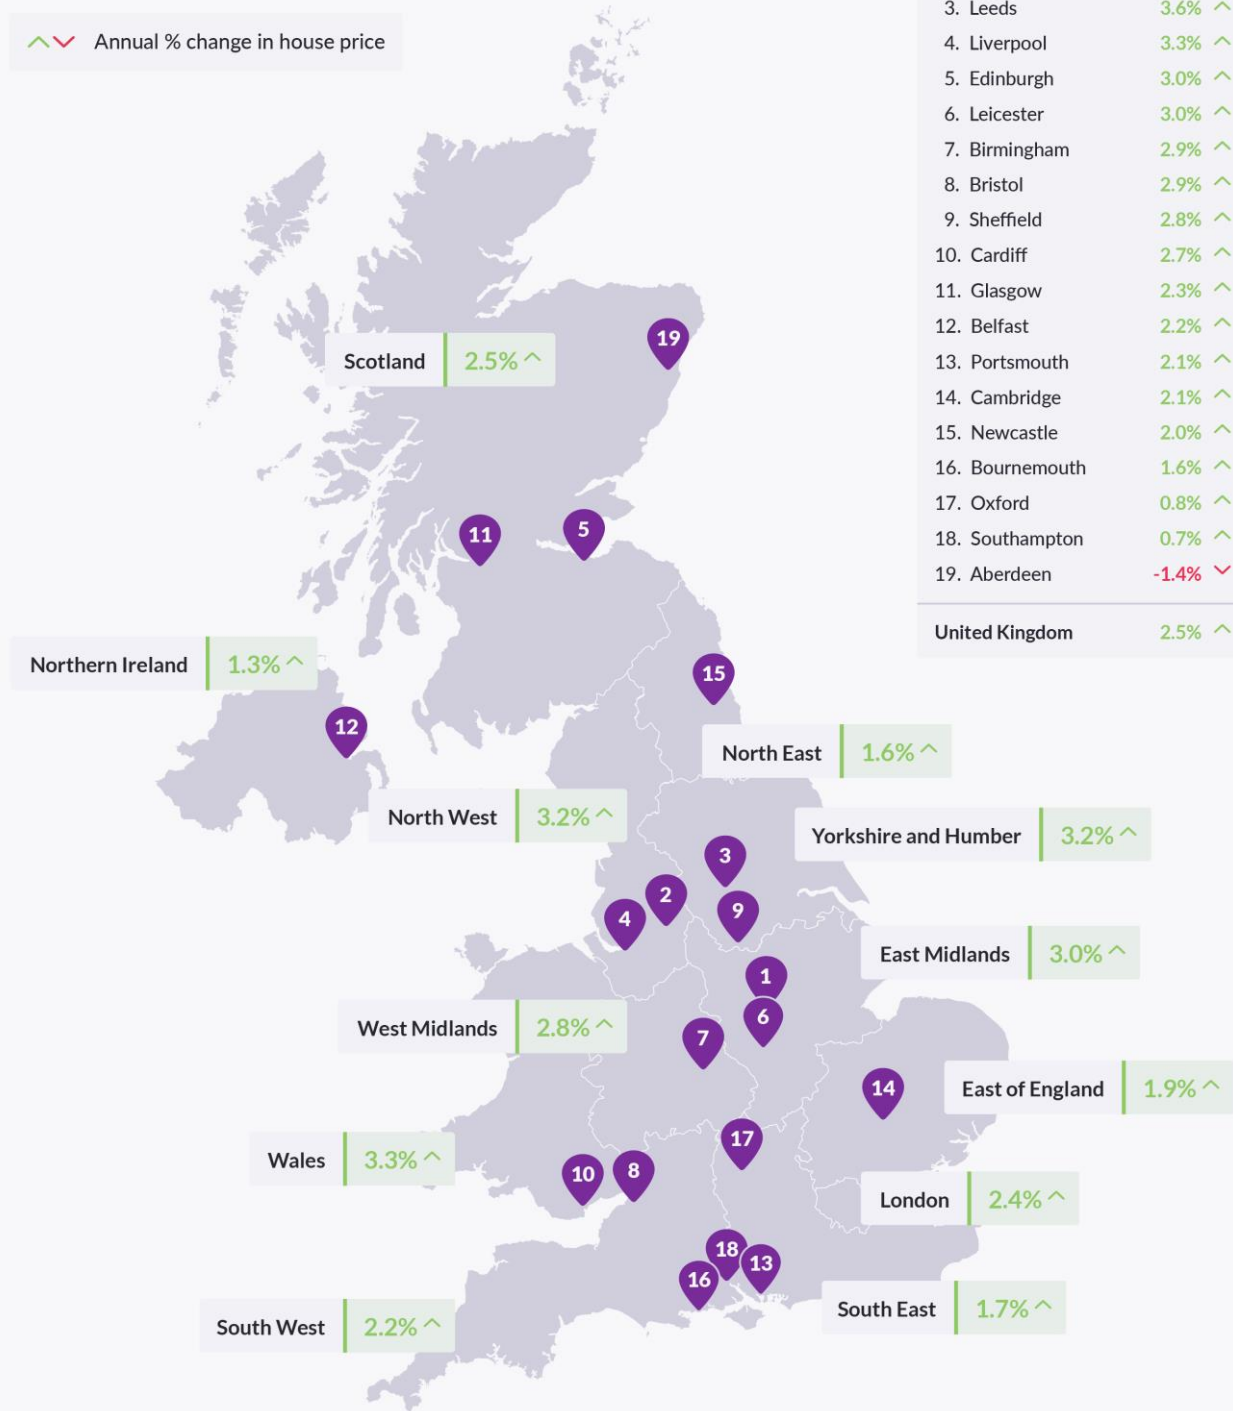 Annual % change in house price
3. Leeds 3.6%
4. Liverpool 3.3%
5. Edinburgh 3.0%
6. Leicester 3.0%
7. Birmingham 2.9%
8. Bristol 2.9%
9. Sheffield 2.8%
10. Cardiff 2.7%
11. Glasgow 2.3%
12. Belfast 2.2%
13. Portsmouth 2.1%
14. Cambridge 2.1%
15. Newcastle 2.0%
16. Bournemouth 1.6%
17. Oxford 0.8%
18. Southampton 0.7%
19. Aberdeen -1.4%
United Kingdom 2.5%
19
Scotland 2.5%
11
5
Northern Ireland 1.3%
15
12
North East 1.6%
North West 3.2%
Yorkshire and Humber 3.2%
3
2
9
4
East Midlands 3.0%
1
6
West Midlands 2.8%
7
14
East of England 1.9%
17
Wales 3.3%
10
8
London 2.4%
18
13
16
South East 1.7%
South West 2.2%